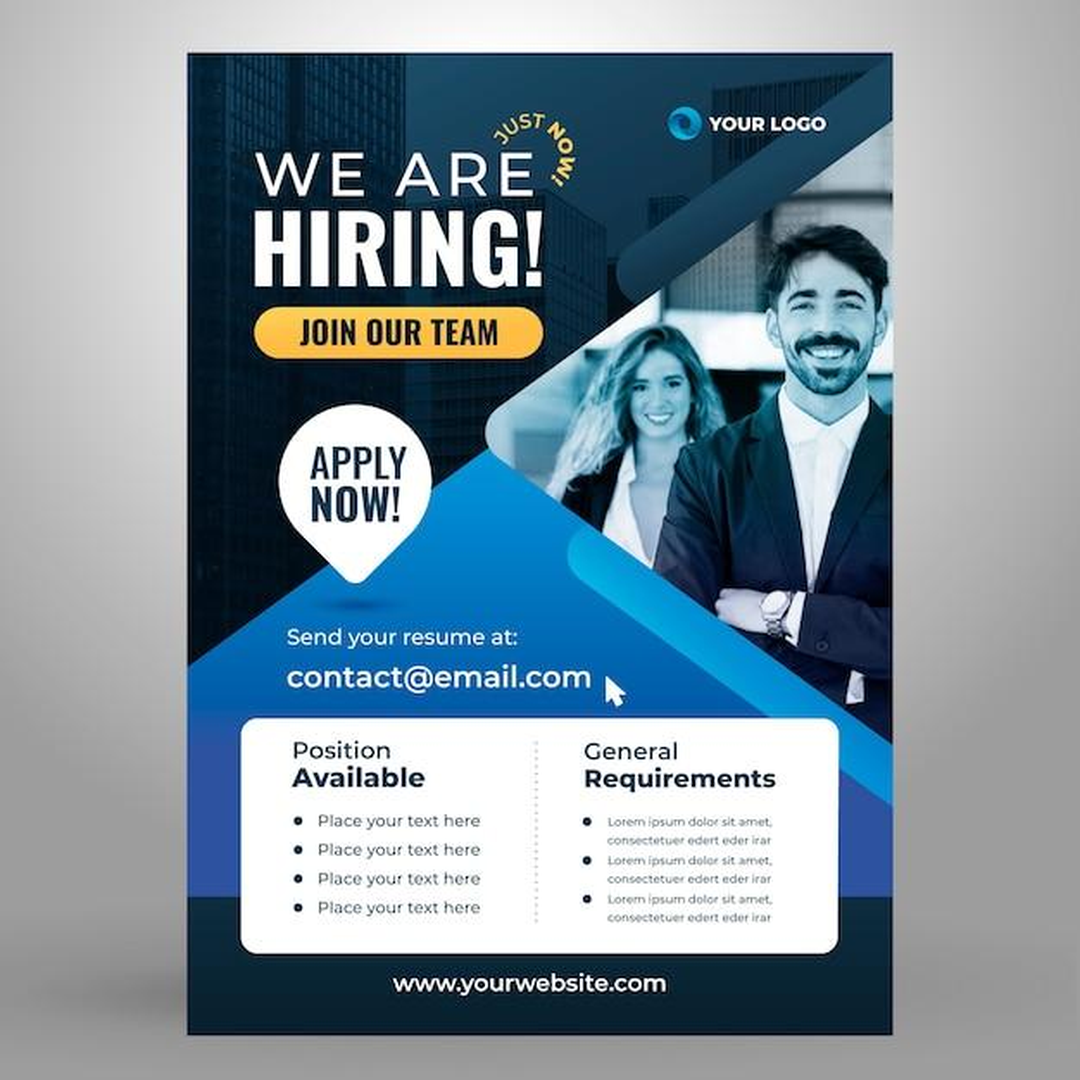 YOUR LOGO
JUST NOW!
WE ARE
HIRING!
JOIN OUR TEAM
APPLY
NOW!
Send your resume at:
contact@email.com
Position
Available
Place your text here
Place your text here
Place your text here
Place your text here
General
Requirements
Lorem ipsum dolor sit amet,
consectetuer edert eder irar
Lorem ipsum dolor sit amet,
consectetuer edert eder irar
Lorem ipsum dolor sit amet,
consectetuer edert eder irar
www.yourwebsite.com